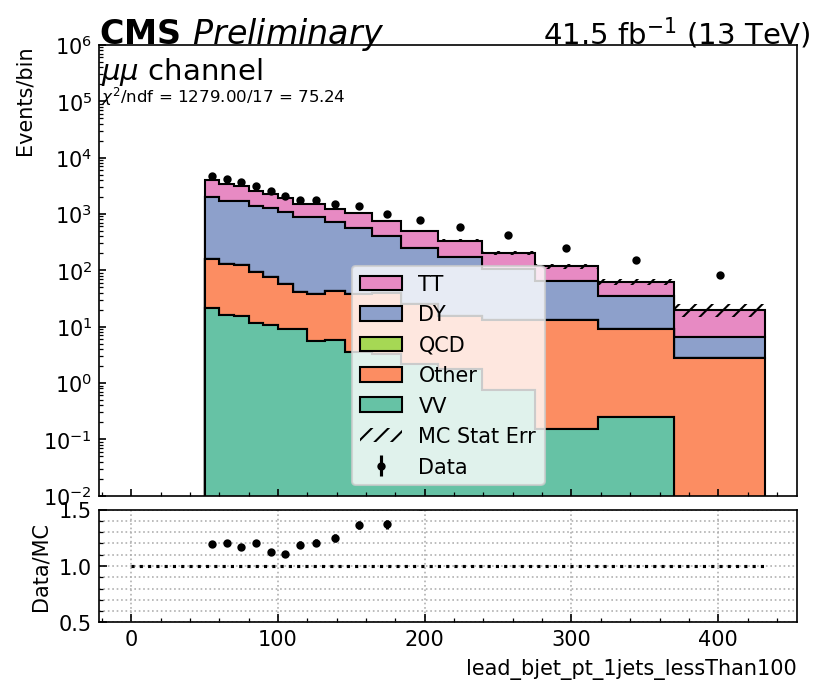 CMS Preliminary 41.5 fb⁻¹ (13 TeV)
μμ channel
χ²/ndf = 1279.00/17 = 75.24
Events/bin
10⁶
10⁵
10⁴
10³
10²
10¹
10⁰
10⁻¹
10⁻²
TT
DY
QCD
Other
VV
MC Stat Err
Data
Data/MC
1.5
1.0
0.5
0 100 200 300 400
lead_bjet_pt_1jets_lessThan100